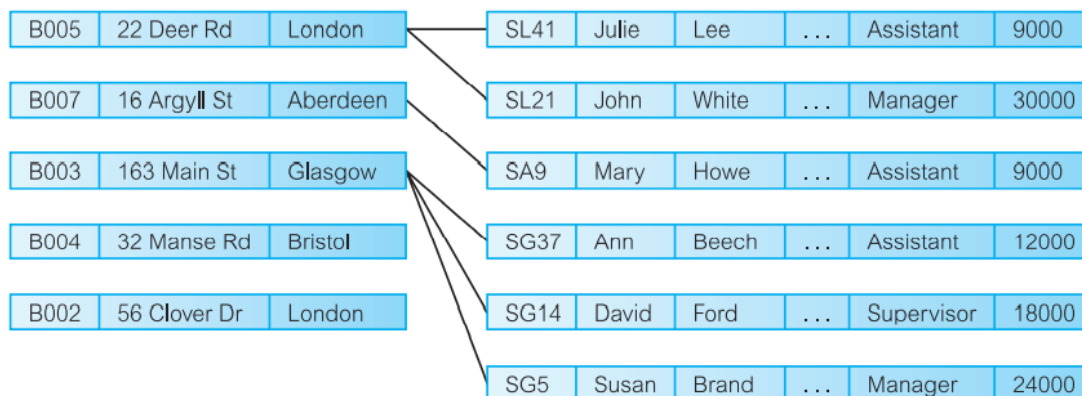 B005 22 Deer Rd London SL41 Julie Lee ... Assistant 9000
B007 16 Argyll St Aberdeen SL21 John White ... Manager 30000
B003 163 Main St Glasgow SA9 Mary Howe ... Assistant 9000
B004 32 Manse Rd Bristol SG37 Ann Beech ... Assistant 12000
B002 56 Clover Dr London SG14 David Ford ... Supervisor 18000
SG5 Susan Brand ... Manager 24000